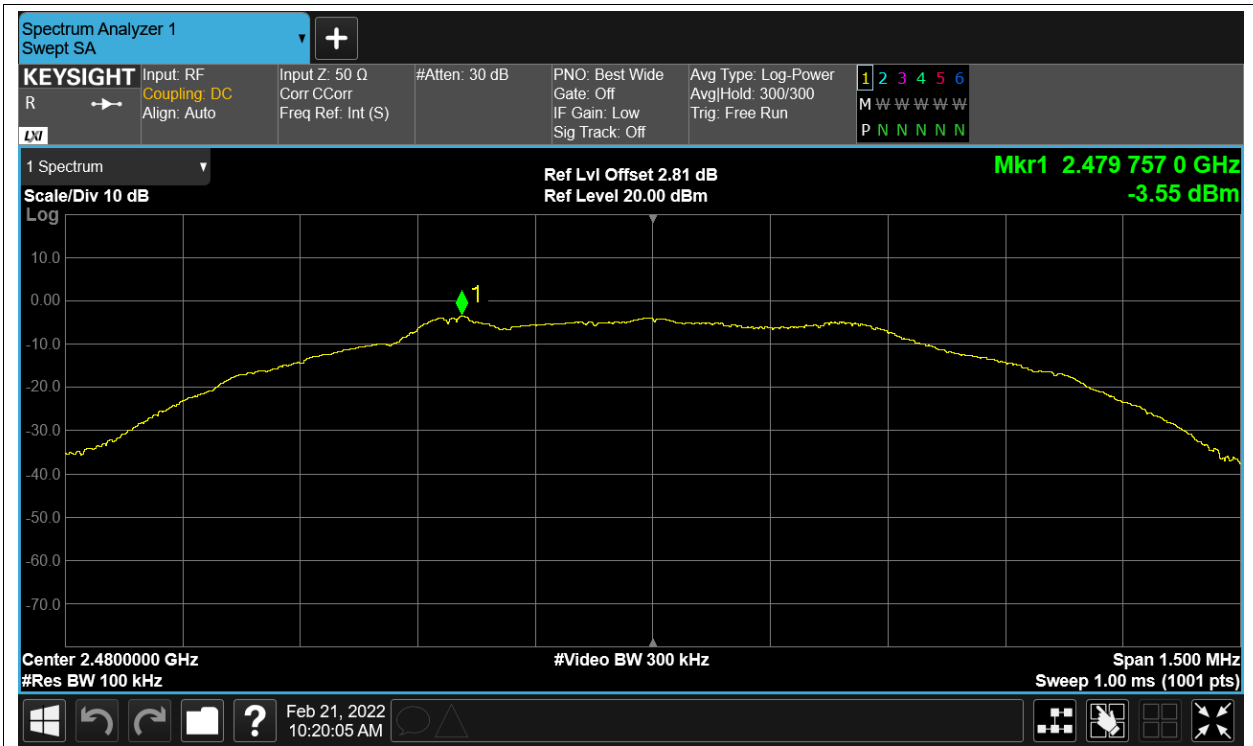 Spectrum Analyzer 1
Swept SA
KEYSIGHT
R
LXI
Input: RF
Coupling: DC
Align: Auto
Input Z: 50 Ω
Corr CCorr
Freq Ref: Int (S)
#Atten: 30 dB
PNO: Best Wide
Gate: Off
IF Gain: Low
Sig Track: Off
Avg Type: Log-Power
Avg|Hold: 300/300
Trig: Free Run
1 2 3 4 5 6
M W W W W W
P N N N N N
1 Spectrum
Scale/Div 10 dB
Log
Ref Lvl Offset 2.81 dB
Ref Level 20.00 dBm
Mkr1 2.479 757 0 GHz
-3.55 dBm
1
10.0
0.00
-10.0
-20.0
-30.0
-40.0
-50.0
-60.0
-70.0
Center 2.4800000 GHz
#Res BW 100 kHz
#Video BW 300 kHz
Span 1.500 MHz
Sweep 1.00 ms (1001 pts)
?
Feb 21, 2022
10:20:05 AM